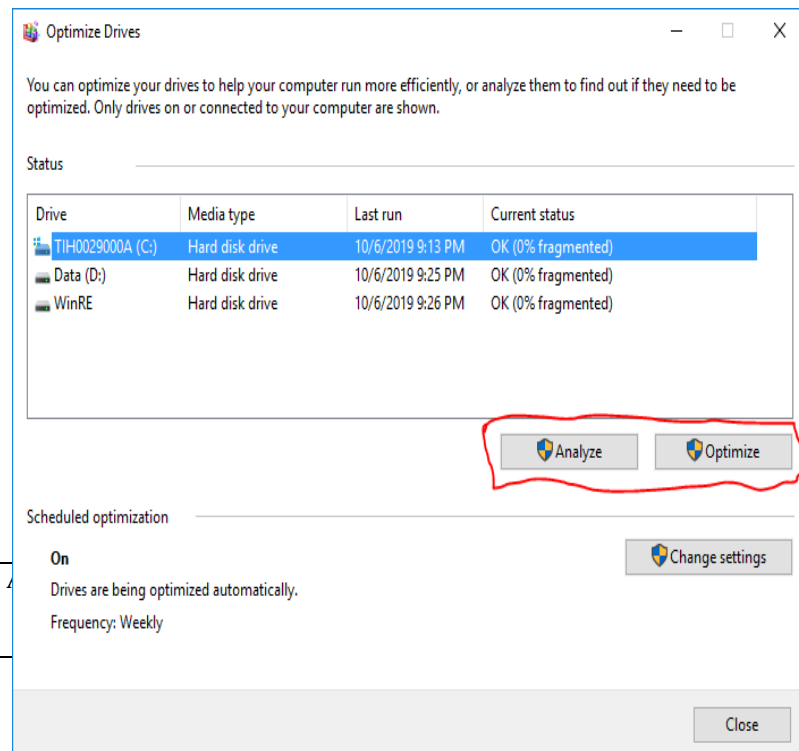 Optimize Drives
You can optimize your drives to help your computer run more efficiently, or analyze them to find out if they need to be
optimized. Only drives on or connected to your computer are shown.
Status
Drive Media type Last run Current status
TIH0029000A (C:) Hard disk drive 10/6/2019 9:13 PM OK (0% fragmented)
Data (D:) Hard disk drive 10/6/2019 9:25 PM OK (0% fragmented)
WinRE Hard disk drive 10/6/2019 9:26 PM OK (0% fragmented)
Analyze Optimize
Scheduled optimization
On
Change settings
Drives are being optimized automatically.
Frequency: Weekly
Close